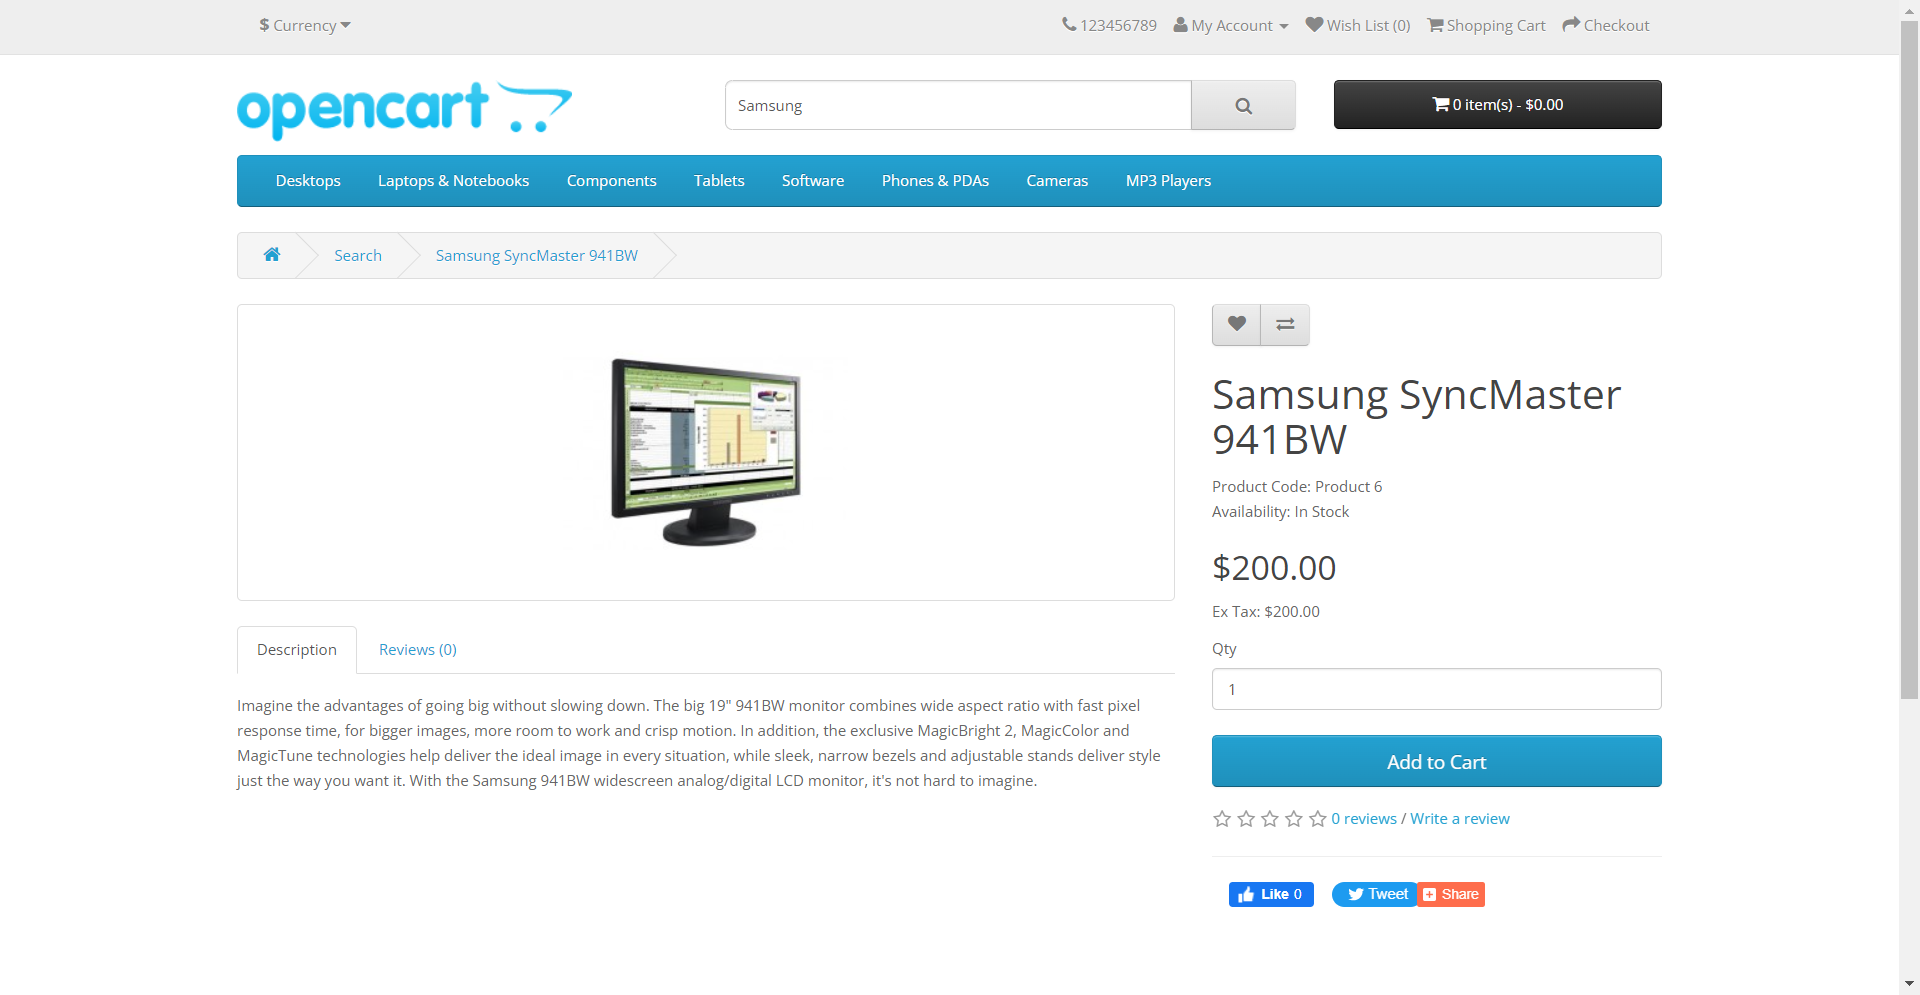 $ Currency
123456789 My Account Wish List (0) Shopping Cart Checkout
opencart
Samsung
0 item(s) - $0.00
Desktops Laptops & Notebooks Components Tablets Software Phones & PDAs Cameras MP3 Players
Search Samsung SyncMaster 941BW
Samsung SyncMaster
941BW
Product Code: Product 6
Availability: In Stock
$200.00
Ex Tax: $200.00
Qty
1
Add to Cart
0 reviews / Write a review
Like 0 Tweet Share
Description Reviews (0)
Imagine the advantages of going big without slowing down. The big 19" 941BW monitor combines wide aspect ratio with fast pixel
response time, for bigger images, more room to work and crisp motion. In addition, the exclusive MagicBright 2, MagicColor and
MagicTune technologies help deliver the ideal image in every situation, while sleek, narrow bezels and adjustable stands deliver style
just the way you want it. With the Samsung 941BW widescreen analog/digital LCD monitor, it's not hard to imagine.